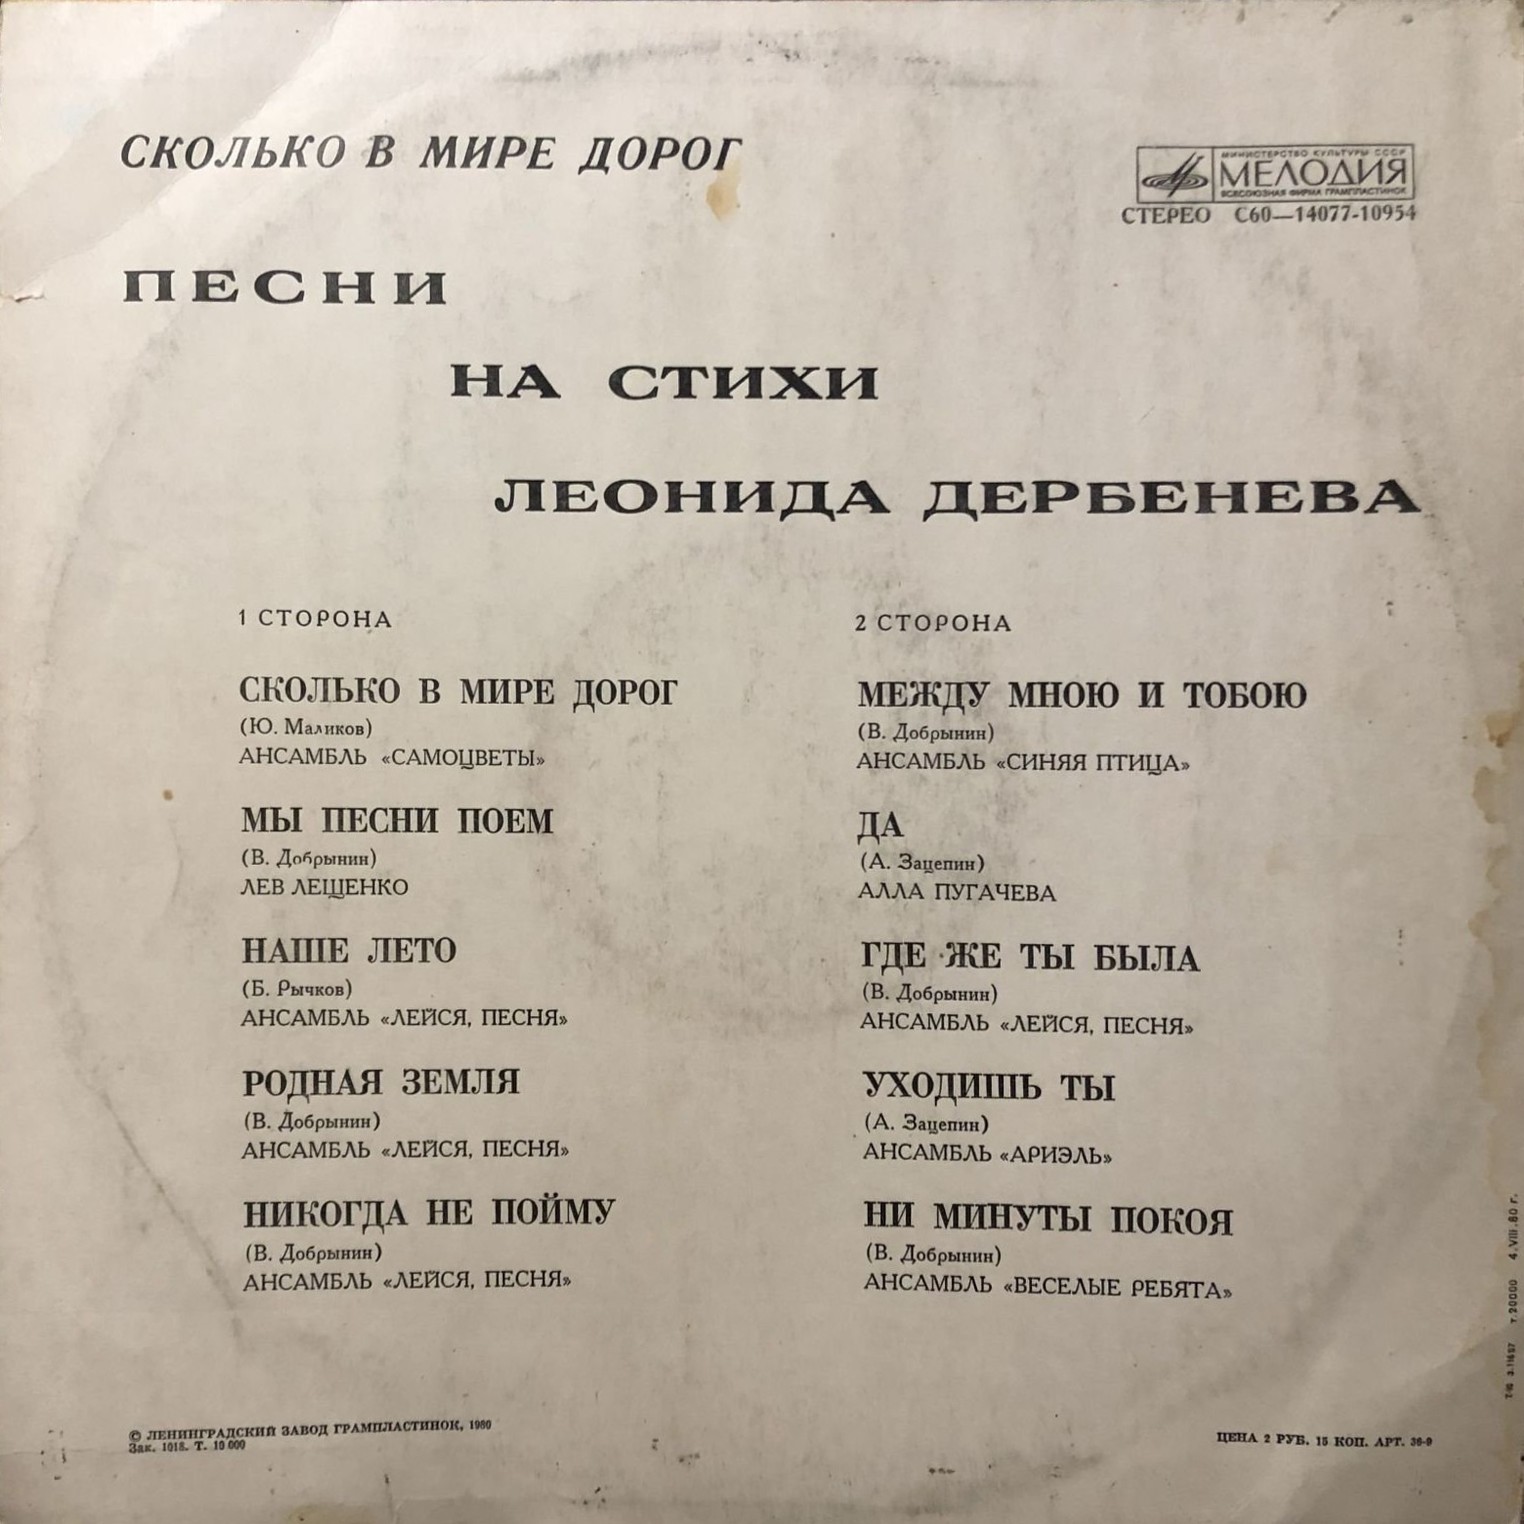 СКОЛЬКО В МИРЕ ДОРОГ
МИНИСТЕРСТВО КУЛЬТУРЫ СССР
МЕЛОДИЯ
ВСЕСОЮЗНАЯ ФИРМА ГРАМПЛАСТИНОК
СТЕРЕО С60—14077-10954
ПЕСНИ
НА СТИХИ
ЛЕОНИДА ДЕРБЕНЕВА
1 СТОРОНА
СКОЛЬКО В МИРЕ ДОРОГ
(Ю. Маликов)
АНСАМБЛЬ «САМОЦВЕТЫ»
МЫ ПЕСНИ ПОЕМ
(В. Добрынин)
ЛЕВ ЛЕЩЕНКО
НАШЕ ЛЕТО
(Б. Рычков)
АНСАМБЛЬ «ЛЕЙСЯ, ПЕСНЯ»
РОДНАЯ ЗЕМЛЯ
(В. Добрынин)
АНСАМБЛЬ «ЛЕЙСЯ, ПЕСНЯ»
НИКОГДА НЕ ПОЙМУ
(В. Добрынин)
АНСАМБЛЬ «ЛЕЙСЯ, ПЕСНЯ»
2 СТОРОНА
МЕЖДУ МНОЮ И ТОБОЮ
(В. Добрынин)
АНСАМБЛЬ «СИНЯЯ ПТИЦА»
ДА
(А. Зацепин)
АЛЛА ПУГАЧЕВА
ГДЕ ЖЕ ТЫ БЫЛА
(В. Добрынин)
АНСАМБЛЬ «ЛЕЙСЯ, ПЕСНЯ»
УХОДИШЬ ТЫ
(А. Зацепин)
АНСАМБЛЬ «АРИЭЛЬ»
НИ МИНУТЫ ПОКОЯ
(В. Добрынин)
АНСАМБЛЬ «ВЕСЕЛЫЕ РЕБЯТА»
© ЛЕНИНГРАДСКИЙ ЗАВОД ГРАМПЛАСТИНОК, 1980
Зак. 1018. Т. 10 000
ЦЕНА 2 РУБ. 15 КОП. АРТ. 36-9
т.20000 4.VIII.80 г.